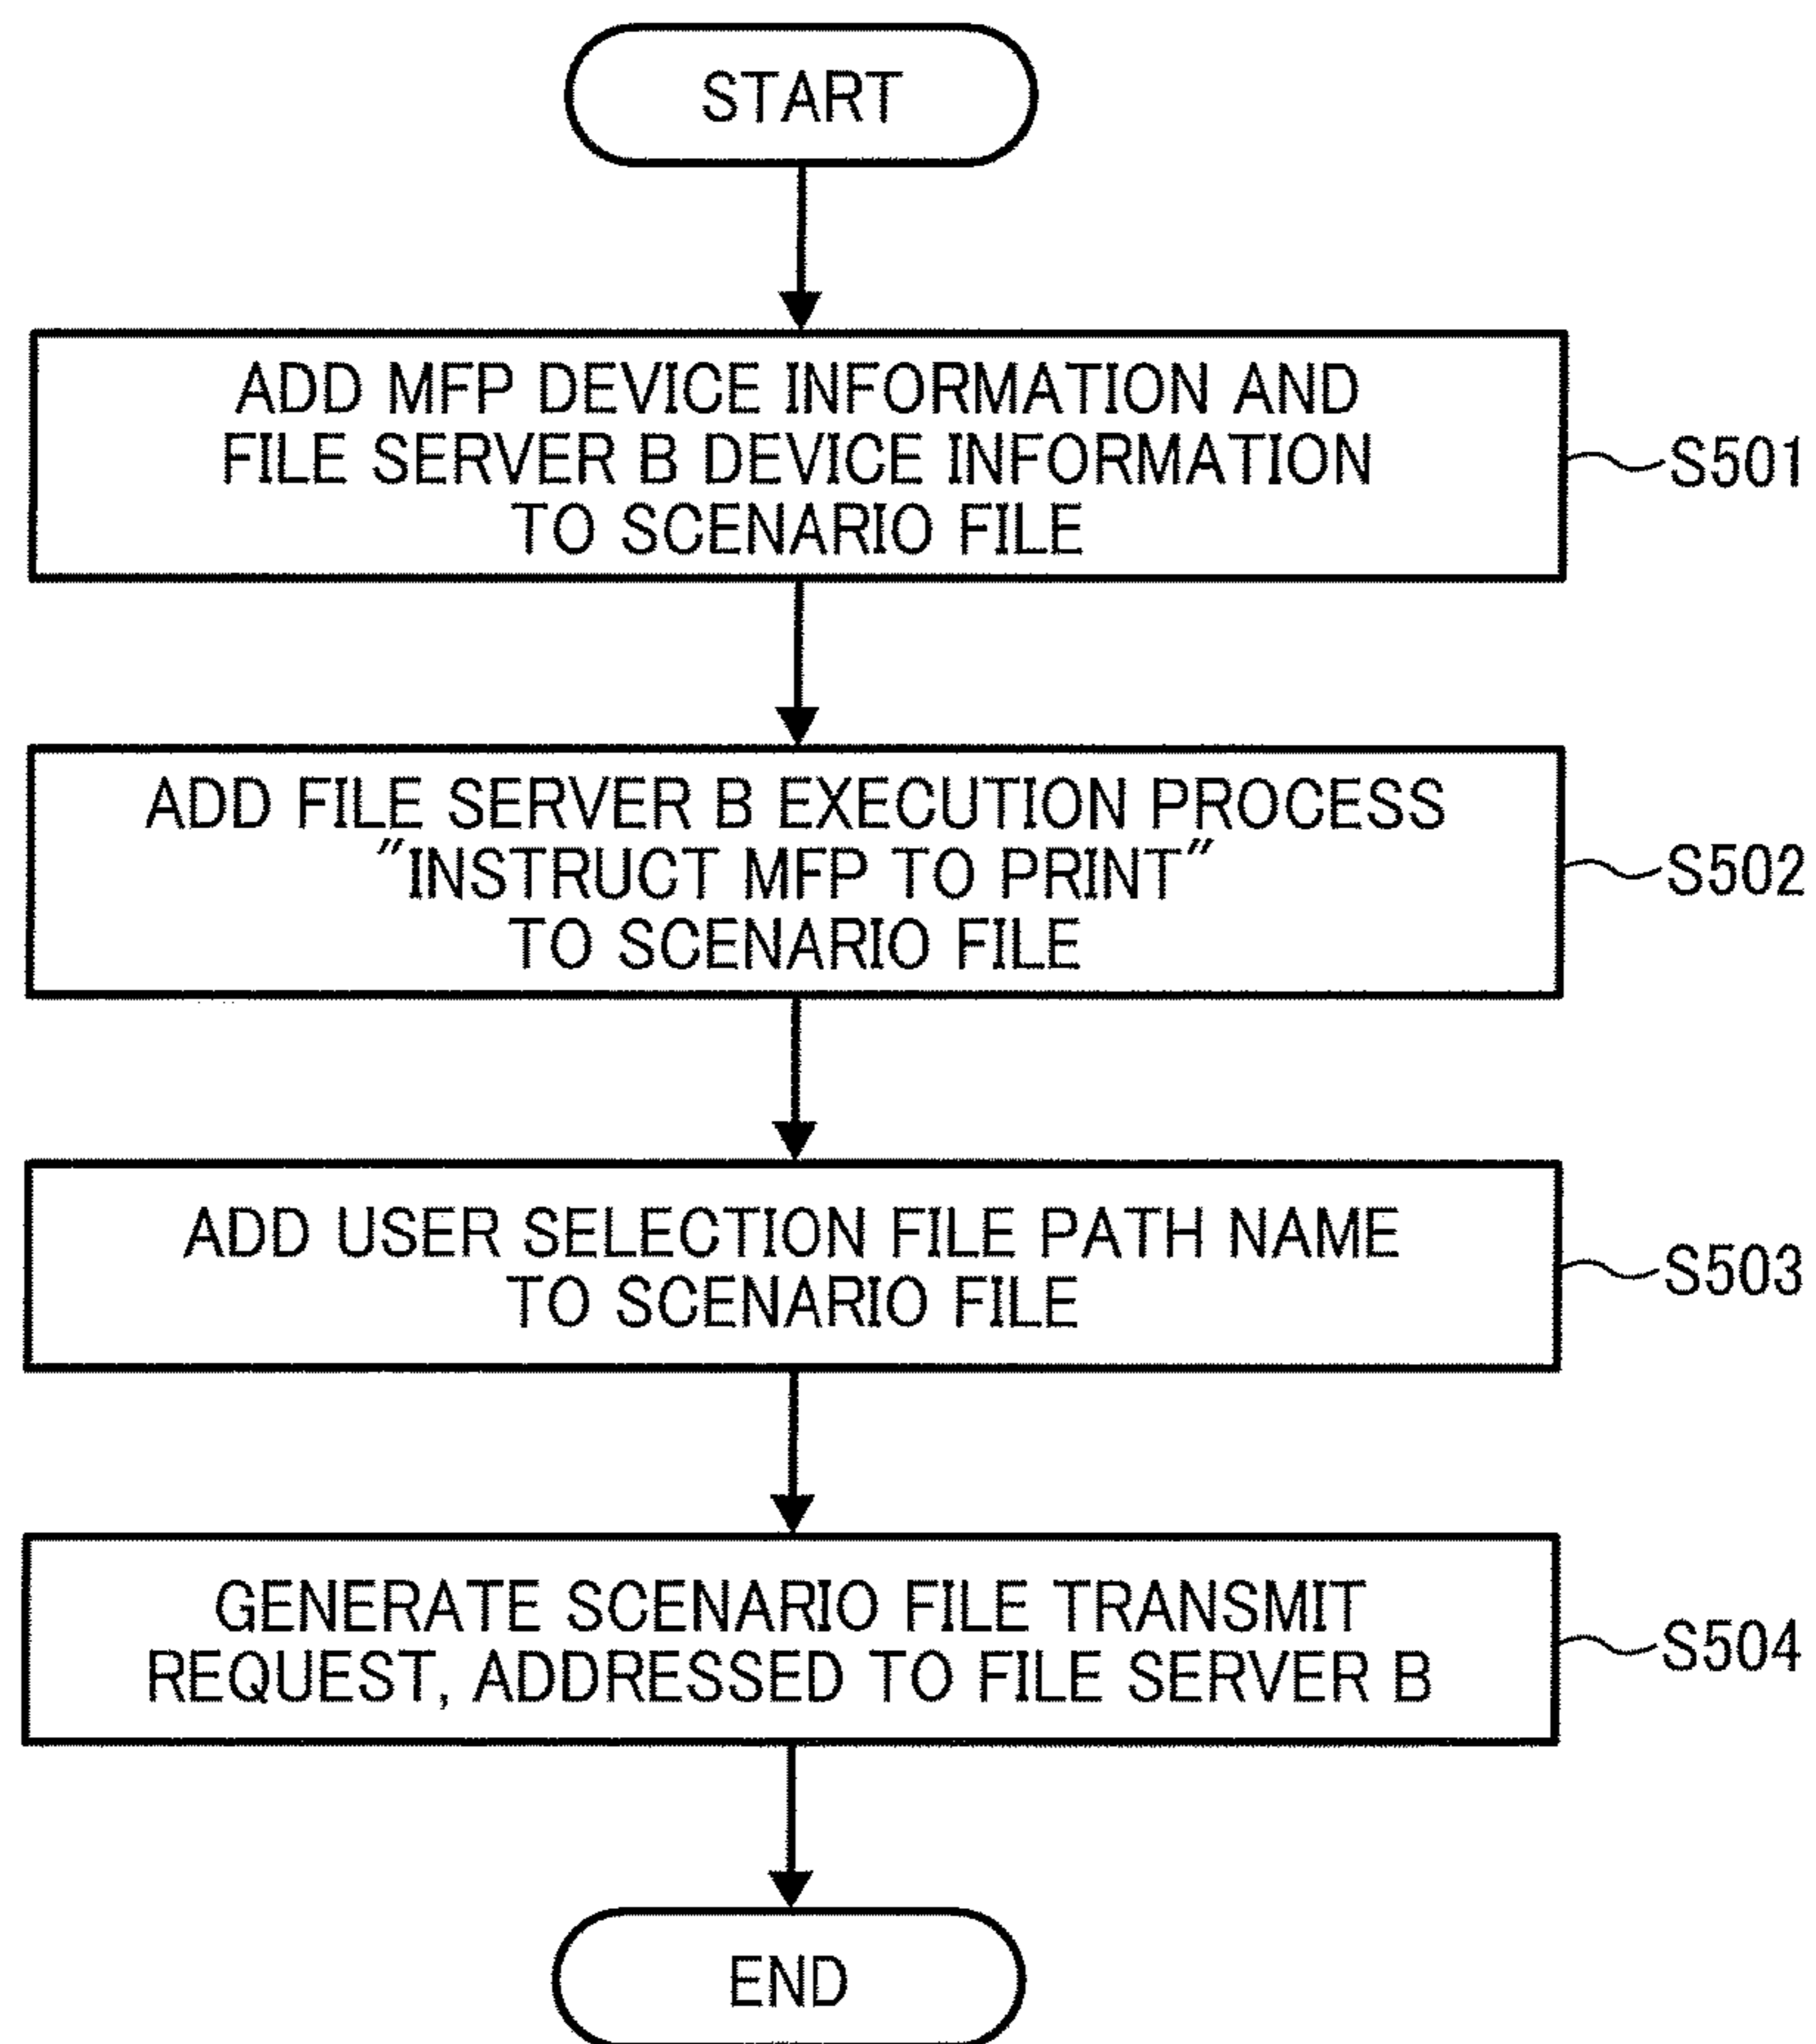 START
ADD MFP DEVICE INFORMATION AND
FILE SERVER B DEVICE INFORMATION
TO SCENARIO FILE
S501
ADD FILE SERVER B EXECUTION PROCESS
"INSTRUCT MFP TO PRINT"
TO SCENARIO FILE
S502
ADD USER SELECTION FILE PATH NAME
TO SCENARIO FILE
S503
GENERATE SCENARIO FILE TRANSMIT
REQUEST, ADDRESSED TO FILE SERVER B
S504
END